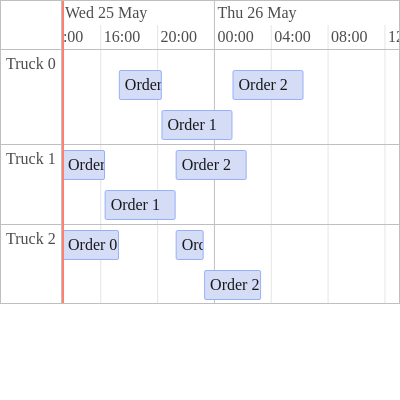 Wed 25 May Thu 26 May
:00 16:00 20:00 00:00 04:00 08:00 12
Truck 0
Order Order 2
Order 1
Truck 1
Order Order 2
Order 1
Truck 2
Order 0 Orc
Order 2